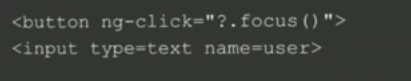 <button ng-click="?.focus()">
<input type=text name=user>